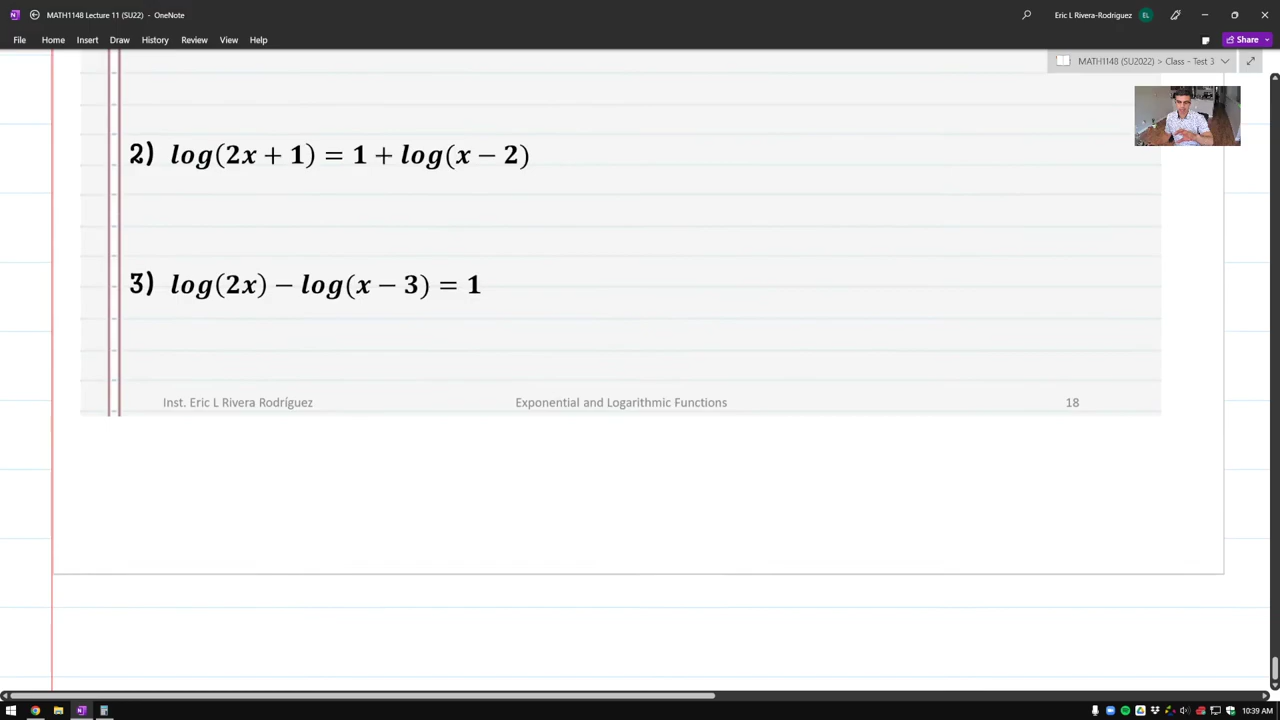 MATH1148 Lecture 11 (SU22) - OneNote
Eric L Rivera-Rodriguez EL
File Home Insert Draw History Review View Help
Share
MATH1148 (SU2022) > Class - Test 3
2) log(2x + 1) = 1 + log(x − 2)
3) log(2x) − log(x − 3) = 1
Inst. Eric L Rivera Rodríguez Exponential and Logarithmic Functions 18
10:39 AM